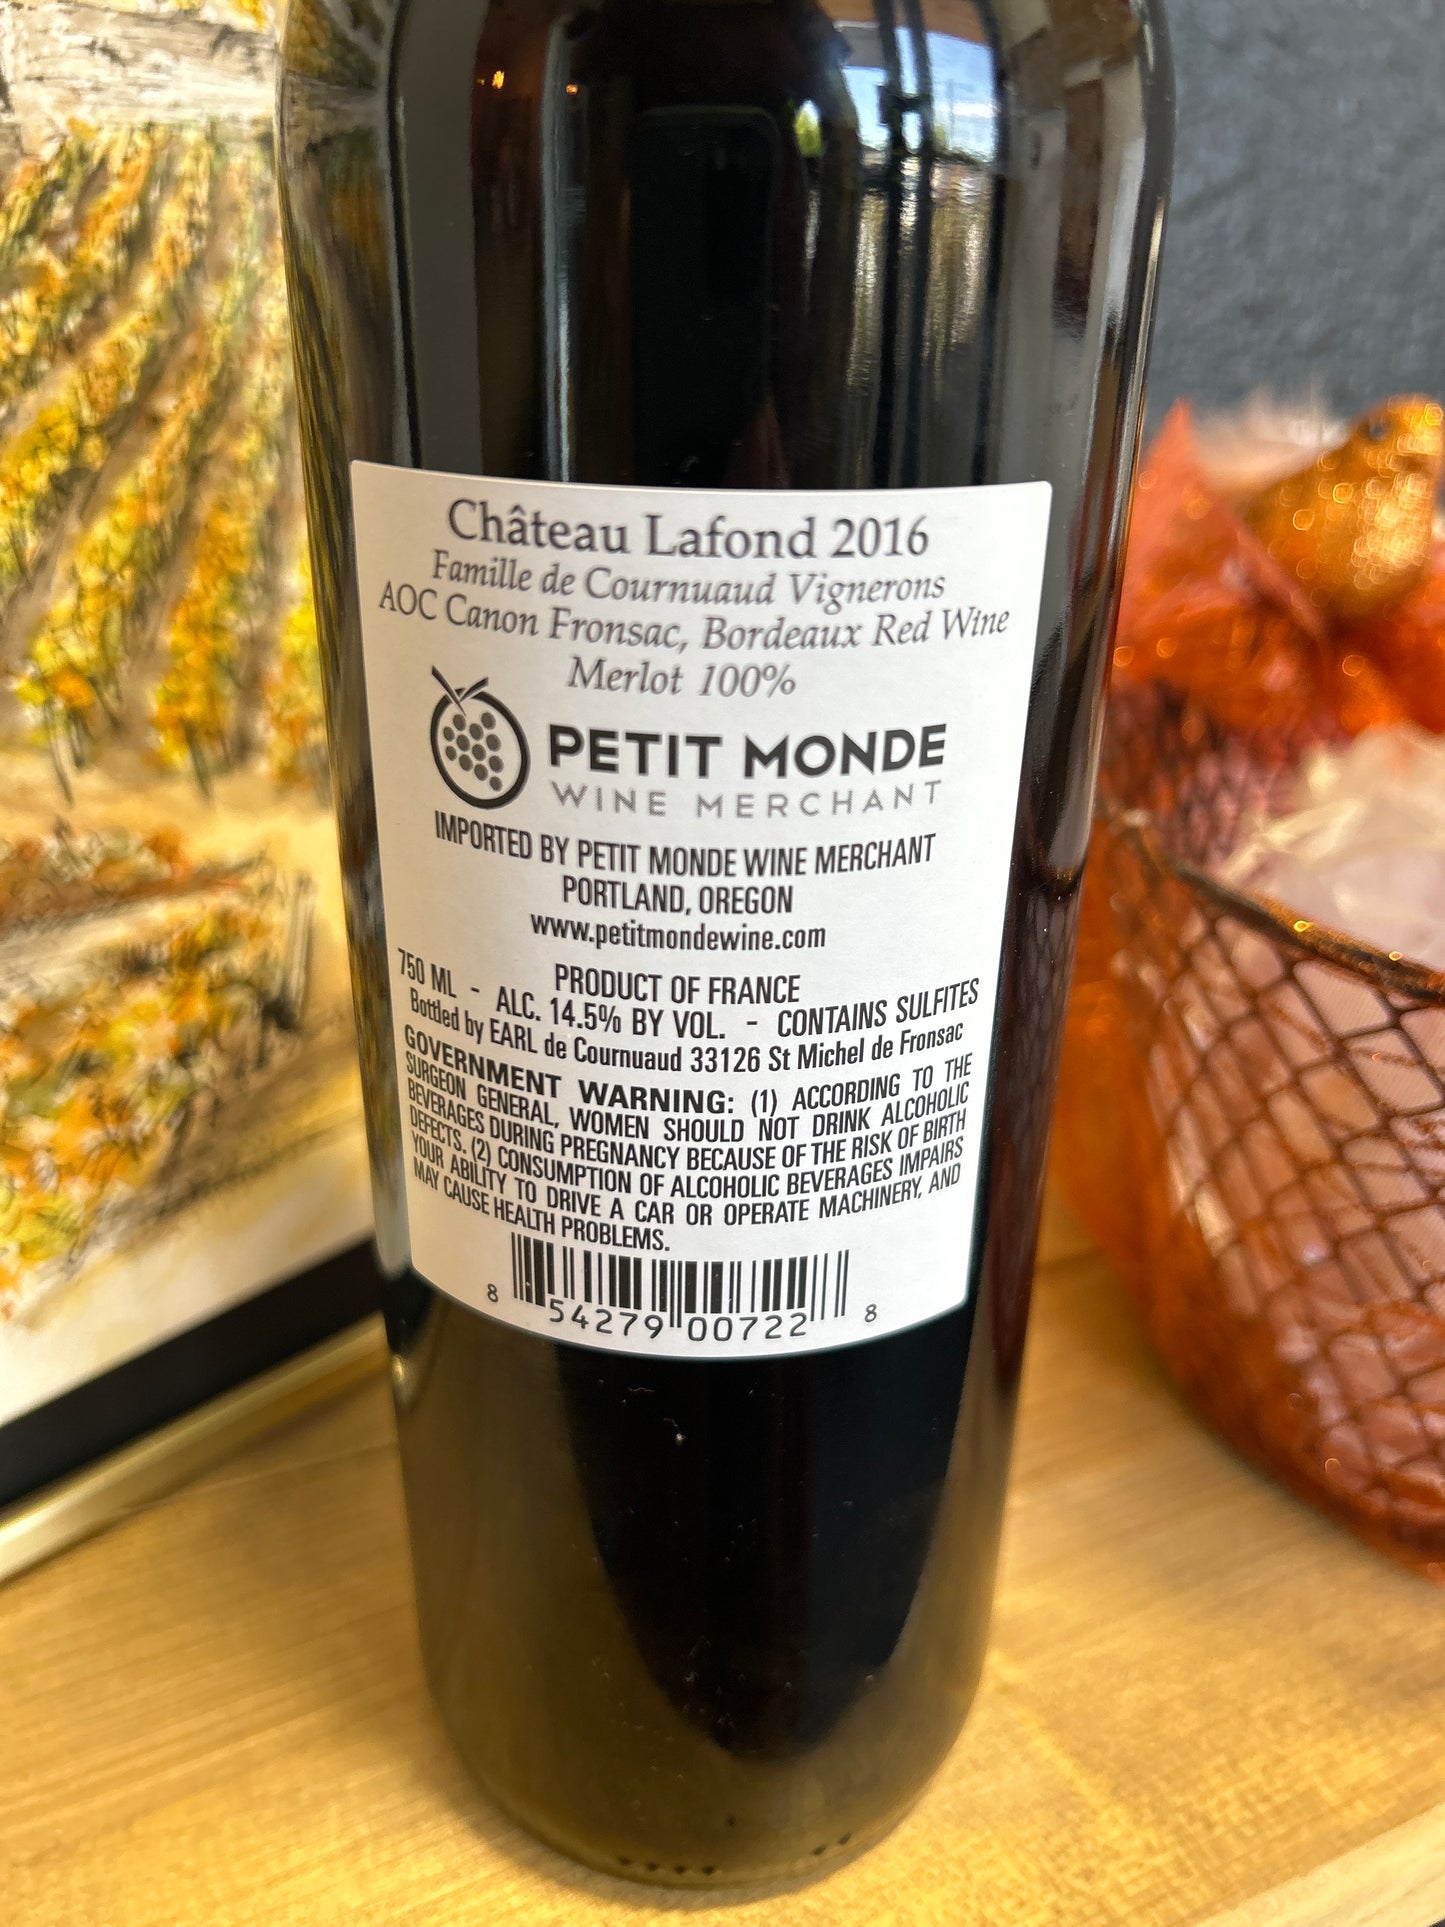 Château Lafond 2016
Famille de Cournuaud Vignerons
AOC Canon Fronsac, Bordeaux Red Wine
Merlot 100%
PETIT MONDE
WINE MERCHANT
IMPORTED BY PETIT MONDE WINE MERCHANT
PORTLAND, OREGON
www.petitmondewine.com
PRODUCT OF FRANCE
750 ML - ALC. 14.5% BY VOL. - CONTAINS SULFITES
Bottled by EARL de Cournuaud 33126 St Michel de Fronsac
GOVERNMENT WARNING: (1) ACCORDING TO THE
SURGEON GENERAL, WOMEN SHOULD NOT DRINK ALCOHOLIC
BEVERAGES DURING PREGNANCY BECAUSE OF THE RISK OF BIRTH
DEFECTS. (2) CONSUMPTION OF ALCOHOLIC BEVERAGES IMPAIRS
YOUR ABILITY TO DRIVE A CAR OR OPERATE MACHINERY, AND
MAY CAUSE HEALTH PROBLEMS.
8 54279 00722 8